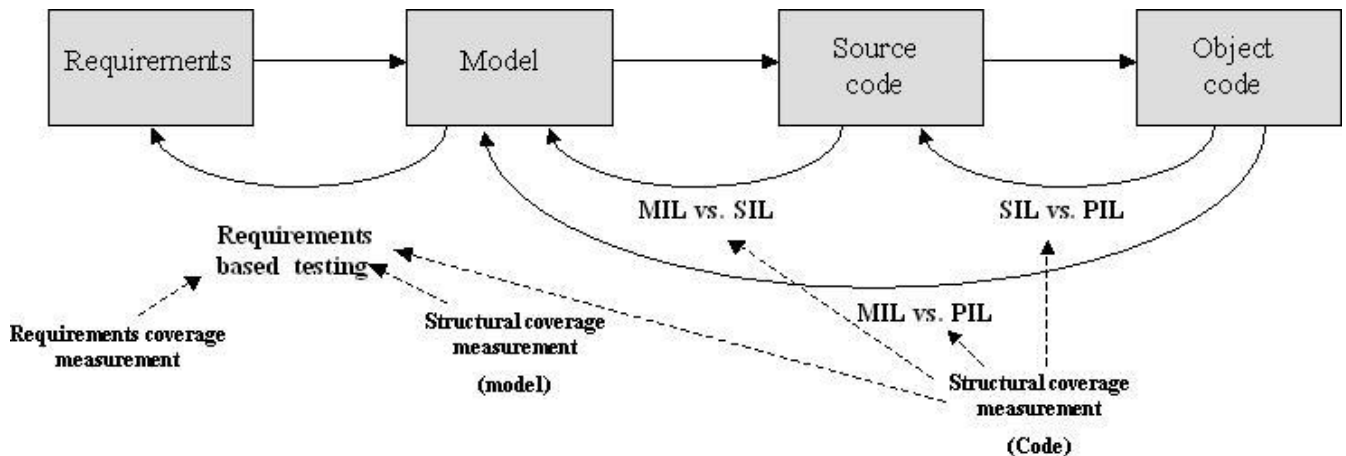 Requirements
Model
Source
code
Object
code
MIL vs. SIL
SIL vs. PIL
Requirements
based testing
MIL vs. PIL
Requirements coverage
measurement
Structural coverage
measurement
(model)
Structural coverage
measurement
(Code)